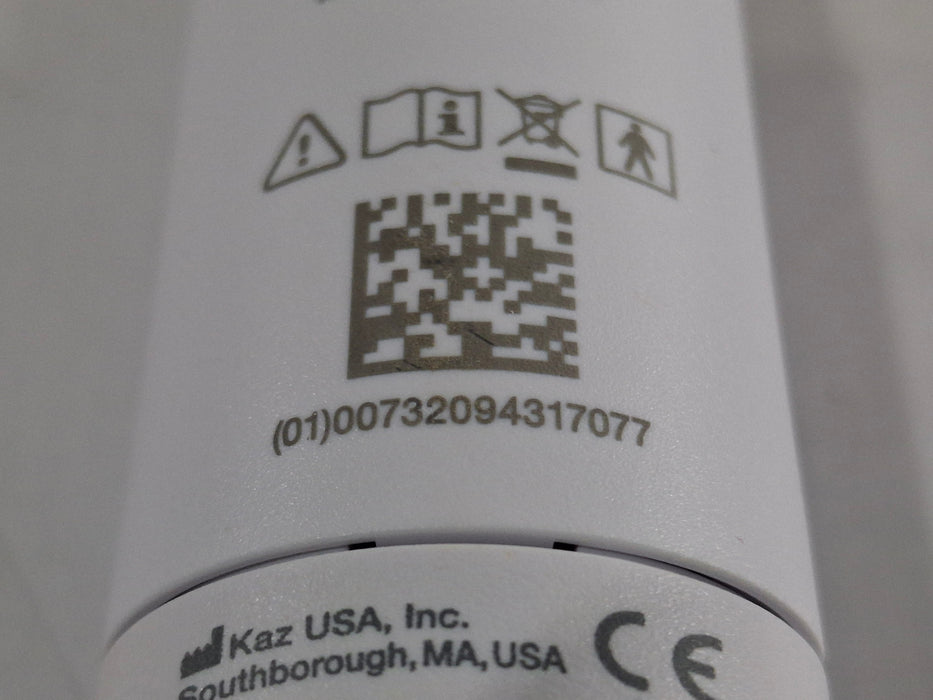 (01)00732094317077
Kaz USA, Inc.
Southborough, MA, USA
CE